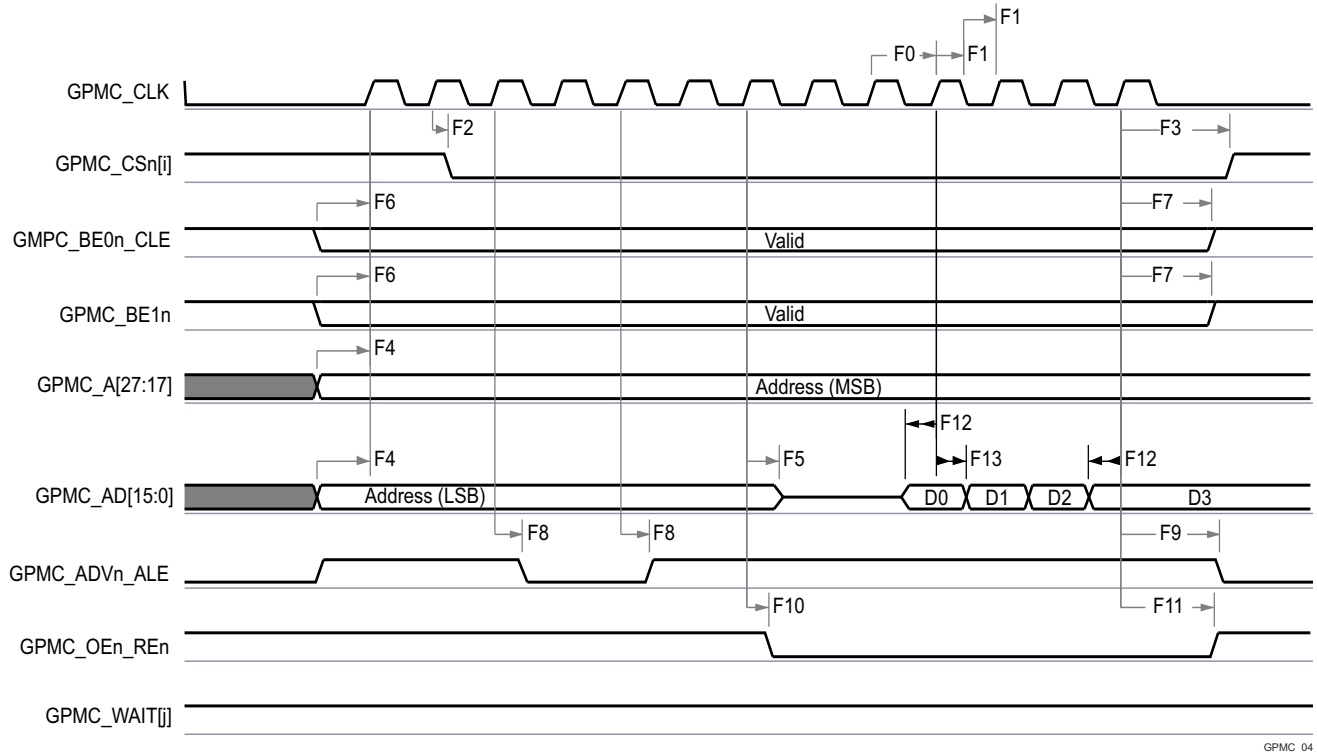 F1
F0
F1
GPMC_CLK
F2
F3
GPMC_CSn[i]
F6
F7
GMPC_BE0n_CLE
Valid
F6
F7
GPMC_BE1n
Valid
F4
GPMC_A[27:17]
Address (MSB)
F12
F4
F5
F13
F12
GPMC_AD[15:0]
Address (LSB)
D0
D1
D2
D3
F8
F8
F9
GPMC_ADVn_ALE
F10
F11
GPMC_OEn_REn
GPMC_WAIT[j]
GPMC_04